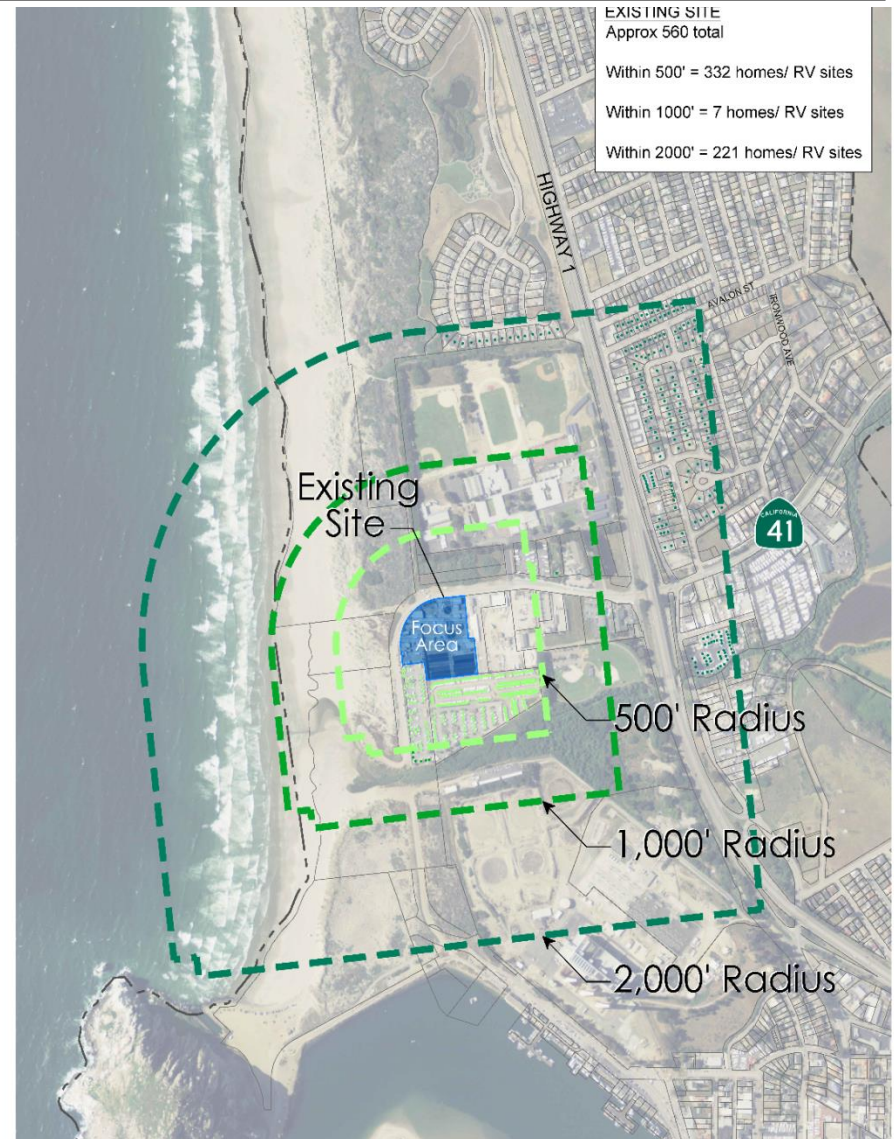 EXISTING SITE
Approx 560 total
Within 500' = 332 homes/ RV sites
Within 1000' = 7 homes/ RV sites
Within 2000' = 221 homes/ RV sites
HIGHWAY 1
AVALON ST
IRONWOOD AVE
Existing
Site
CALIFORNIA
41
Focus
Area
500' Radius
1,000' Radius
2,000' Radius